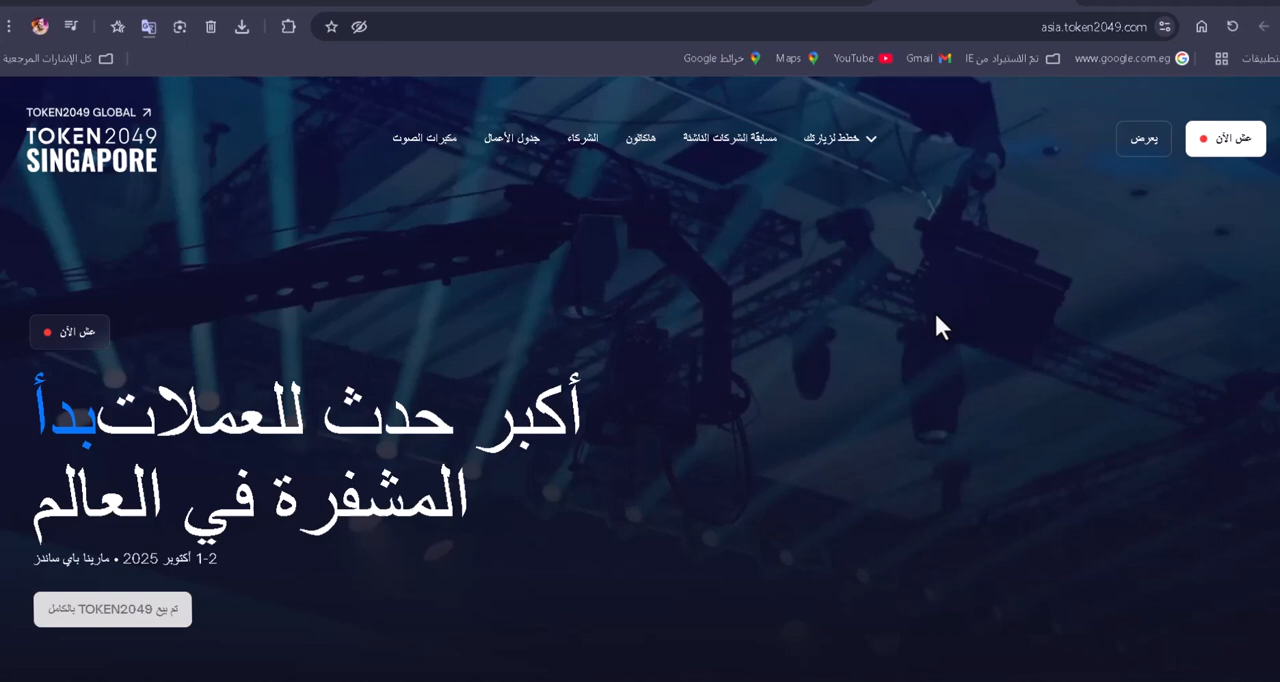 asia.token2049.com
كل الإشارات المرجعية
خرائط Google
Maps
YouTube
Gmail
تم الاستيراد من IE
www.google.com.eg
TOKEN2049 GLOBAL
TOKEN2049
SINGAPORE
مكبرات الصوت
جدول الأعمال
الشركاء
هاكاثون
مسابقة الشركات الناشئة
خطط لزيارتك
يعرض
عش الآن
عش الآن
أكبر حدث للعملات بدأ
المشفرة في العالم
1-2 أكتوبر 2025 • مارينا باي ساندز
تم بيع TOKEN2049 بالكامل